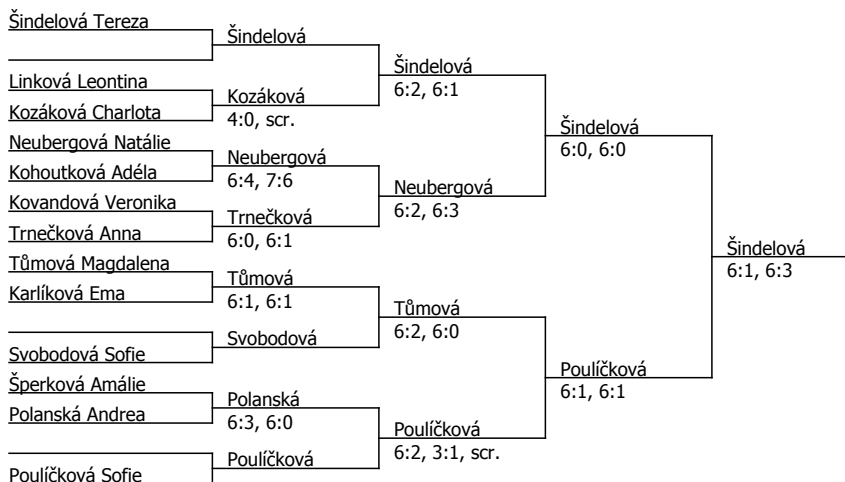 Šindelová Tereza
Šindelová
Šindelová
6:2, 6:1
Linková Leontina
Kozáková
4:0, scr.
Kozáková Charlota
Šindelová
6:0, 6:0
Neubergová Natálie
Neubergová
6:4, 7:6
Kohoutková Adéla
Neubergová
6:2, 6:3
Kovandová Veronika
Trnečková
6:0, 6:1
Trnečková Anna
Šindelová
6:1, 6:3
Tůmová Magdalena
Tůmová
6:1, 6:1
Karlíková Ema
Tůmová
6:2, 6:0
Svobodová
Svobodová Sofie
Poulíčková
6:1, 6:1
Šperková Amálie
Polanská
6:3, 6:0
Polanská Andrea
Poulíčková
6:2, 3:1, scr.
Poulíčková
Poulíčková Sofie